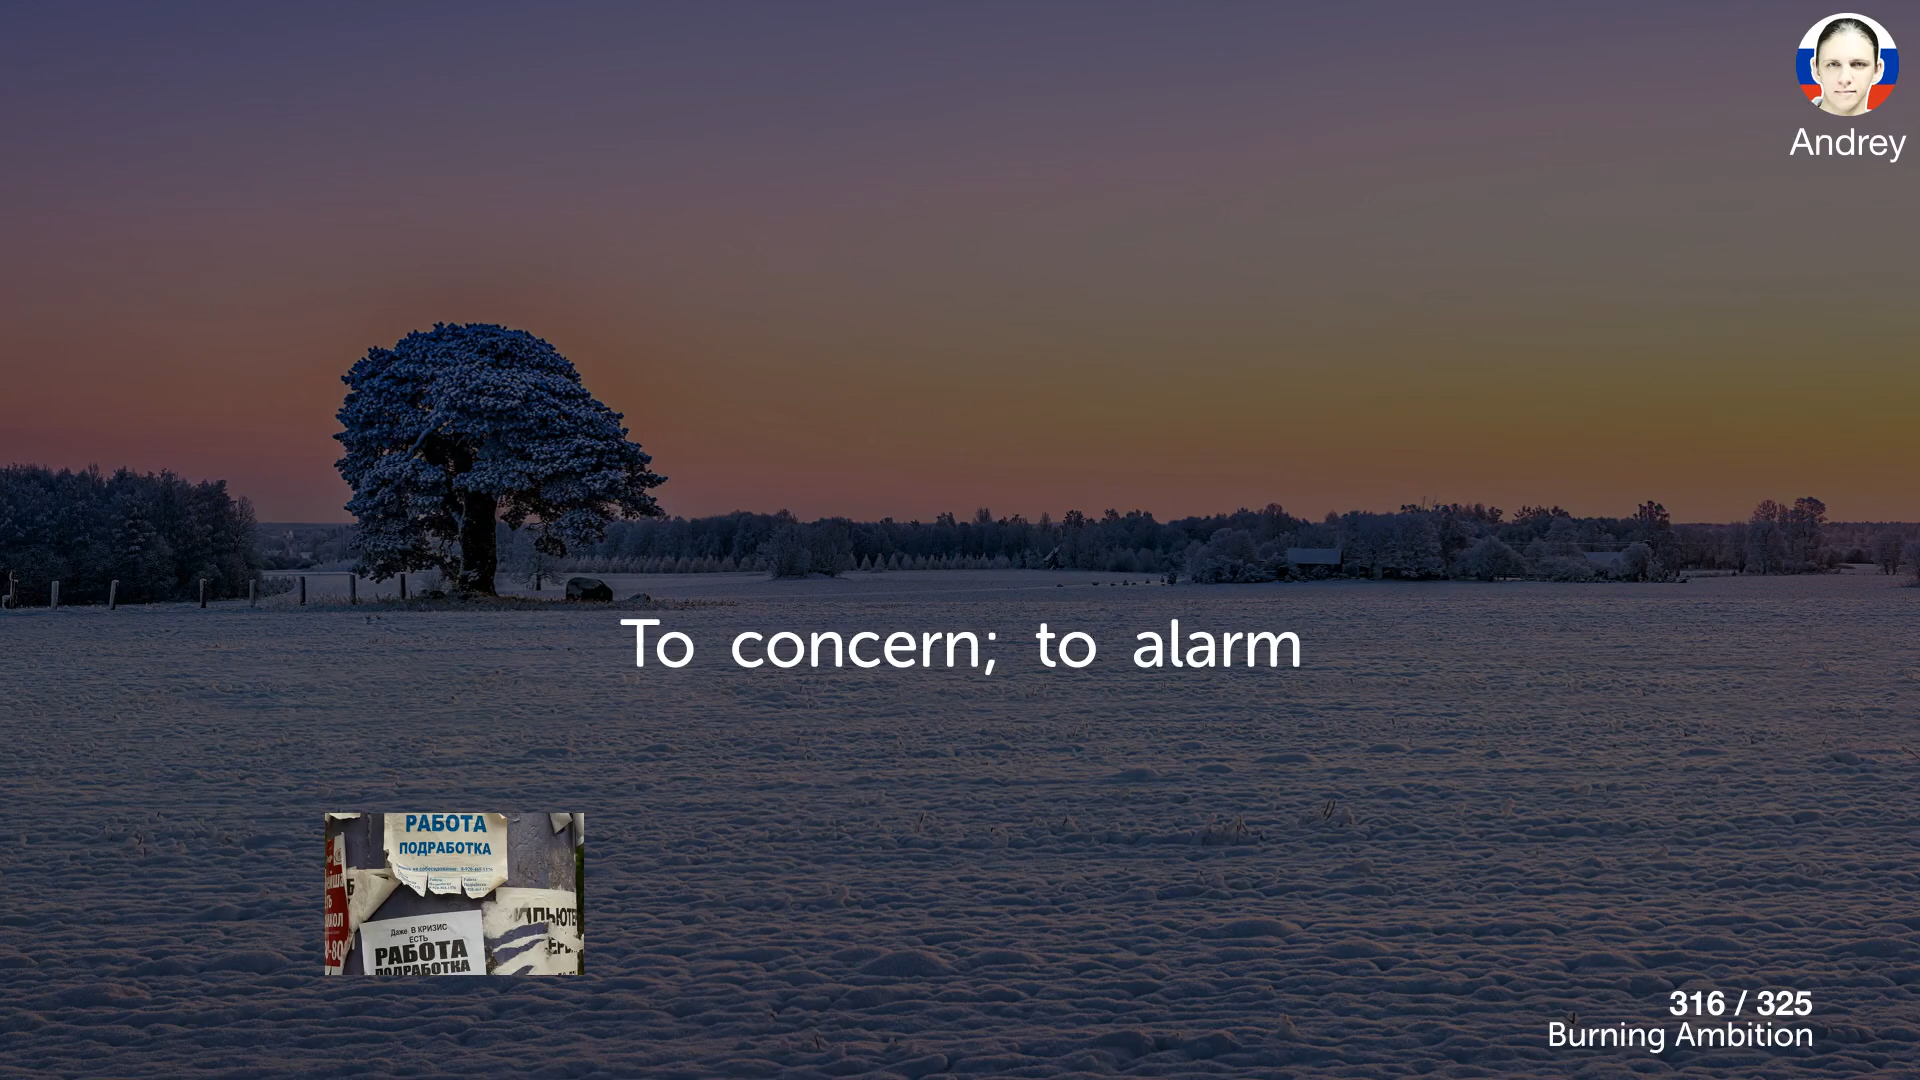 Andrey
To concern; to alarm
РАБОТА
ПОДРАБОТКА
Даже В КРИЗИС
ЕСТЬ
РАБОТА
ПОДРАБОТКА
316 / 325
Burning Ambition